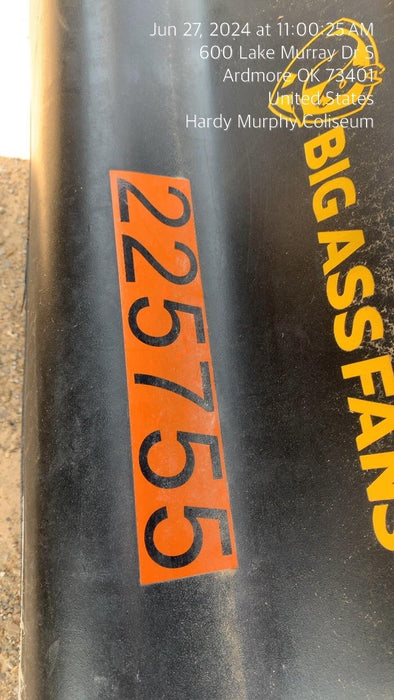 Jun 27, 2024 at 11:00:25 AM
600 Lake Murray Dr S
Ardmore OK 73401
United States
Hardy Murphy Coliseum
BIG ASS FANS
225755